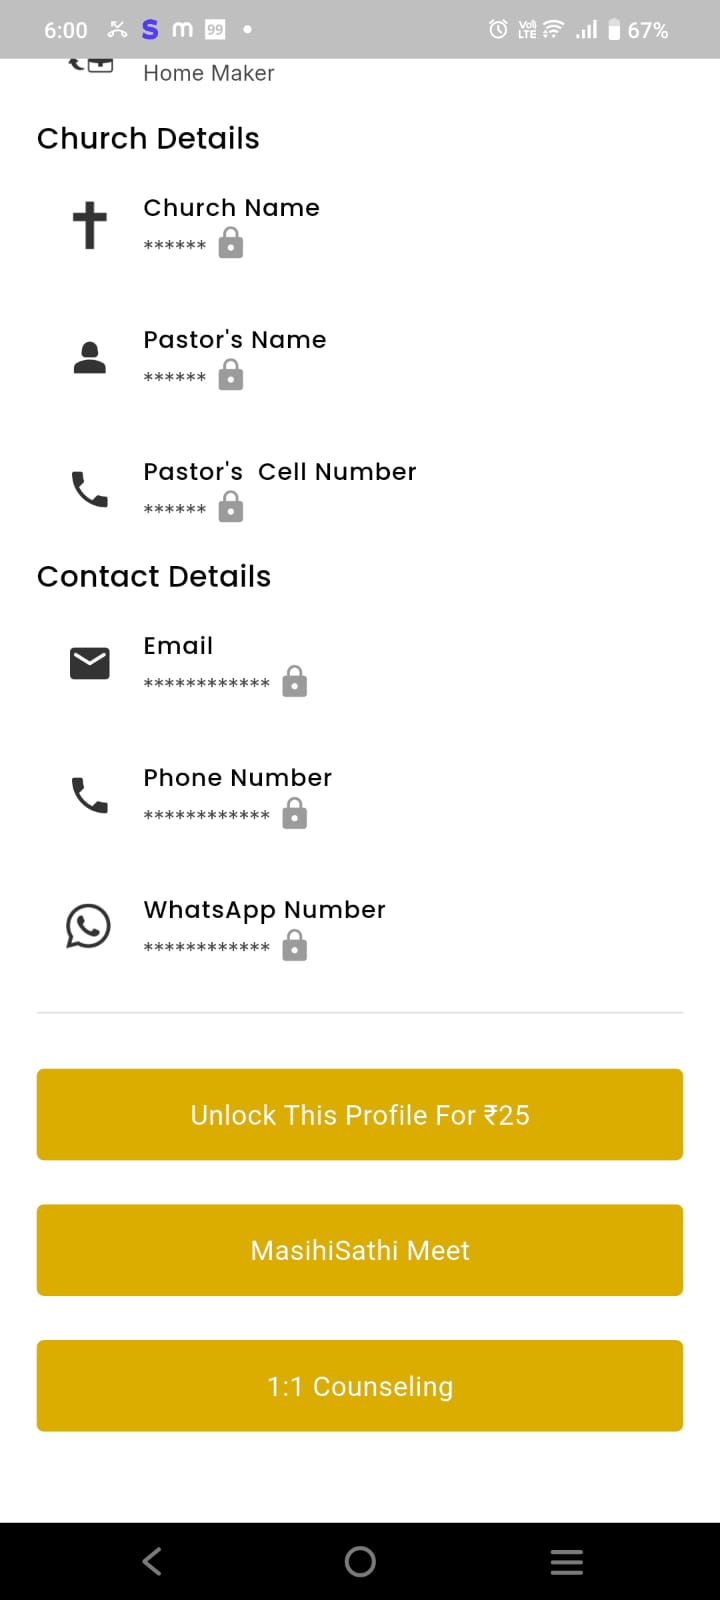 6:00 S m 99 Vo) LTE 67%
Home Maker
Church Details
Church Name
******
Pastor's Name
******
Pastor's  Cell Number
******
Contact Details
Email
************
Phone Number
************
WhatsApp Number
************
Unlock This Profile For ₹25
MasihiSathi Meet
1:1 Counseling